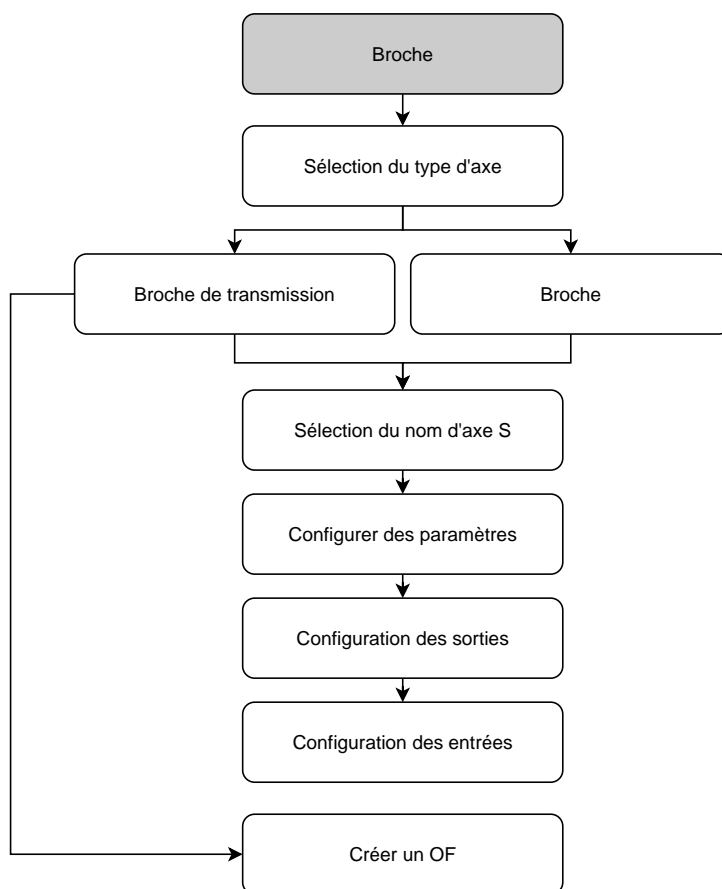 Broche
Sélection du type d'axe
Broche de transmission
Broche
Sélection du nom d'axe S
Configurer des paramètres
Configuration des sorties
Configuration des entrées
Créer un OF